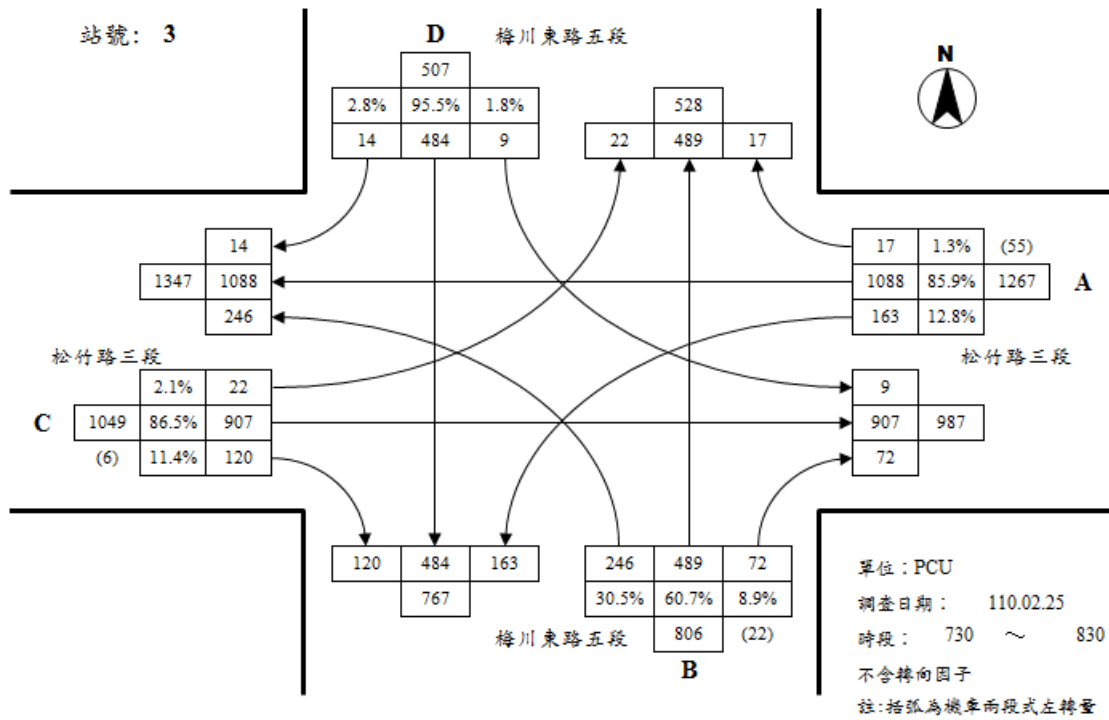 站號: 3
D 梅川東路五段
N
507
2.8% 95.5% 1.8%
14 484 9
528
22 489 17
14
1347 1088
246
17 1.3% (55)
1088 85.9% 1267
163 12.8%
A
松竹路三段
松竹路三段
2.1% 22
C 1049 86.5% 907
(6) 11.4% 120
9
907 987
72
120 484 163
767
246 489 72
30.5% 60.7% 8.9%
806 (22)
梅川東路五段
B
單位:PCU
調查日期: 110.02.25
時段: 730 ~ 830
不含轉向因子
註:括弧為機車兩段式左轉量